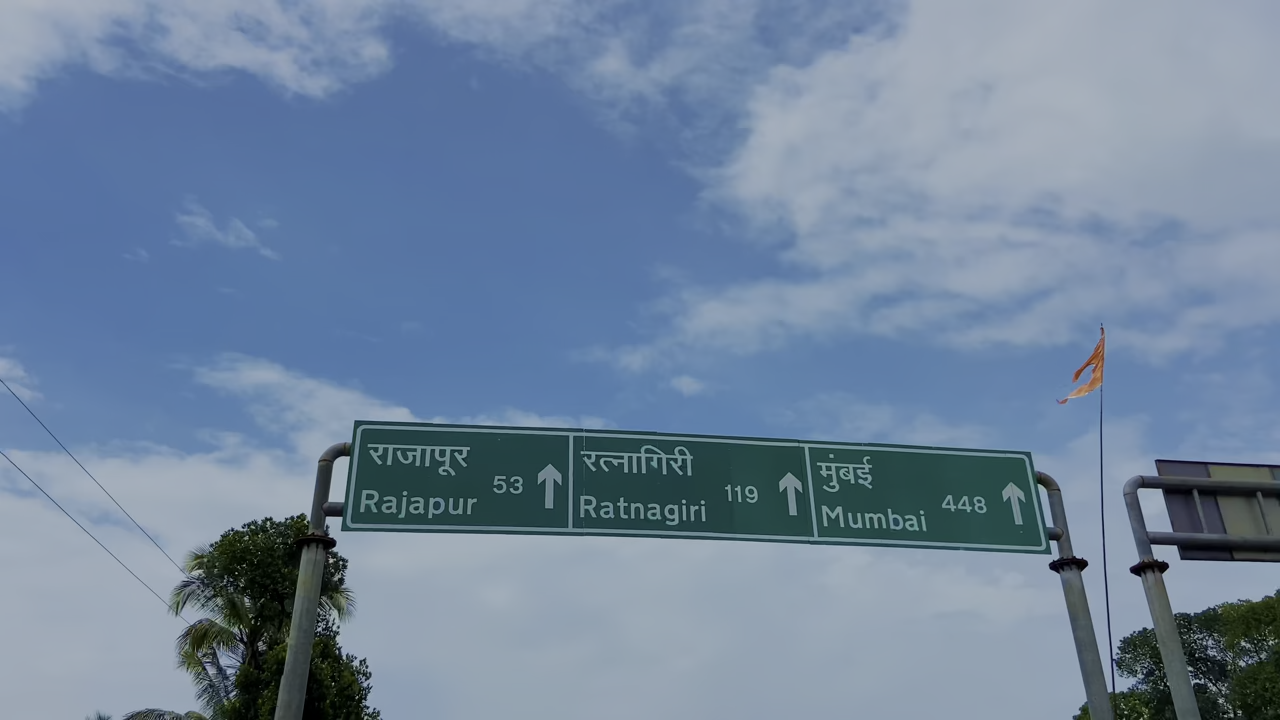 राजापूर
Rajapur 53
रत्नागिरी
Ratnagiri 119
मुंबई
Mumbai 448